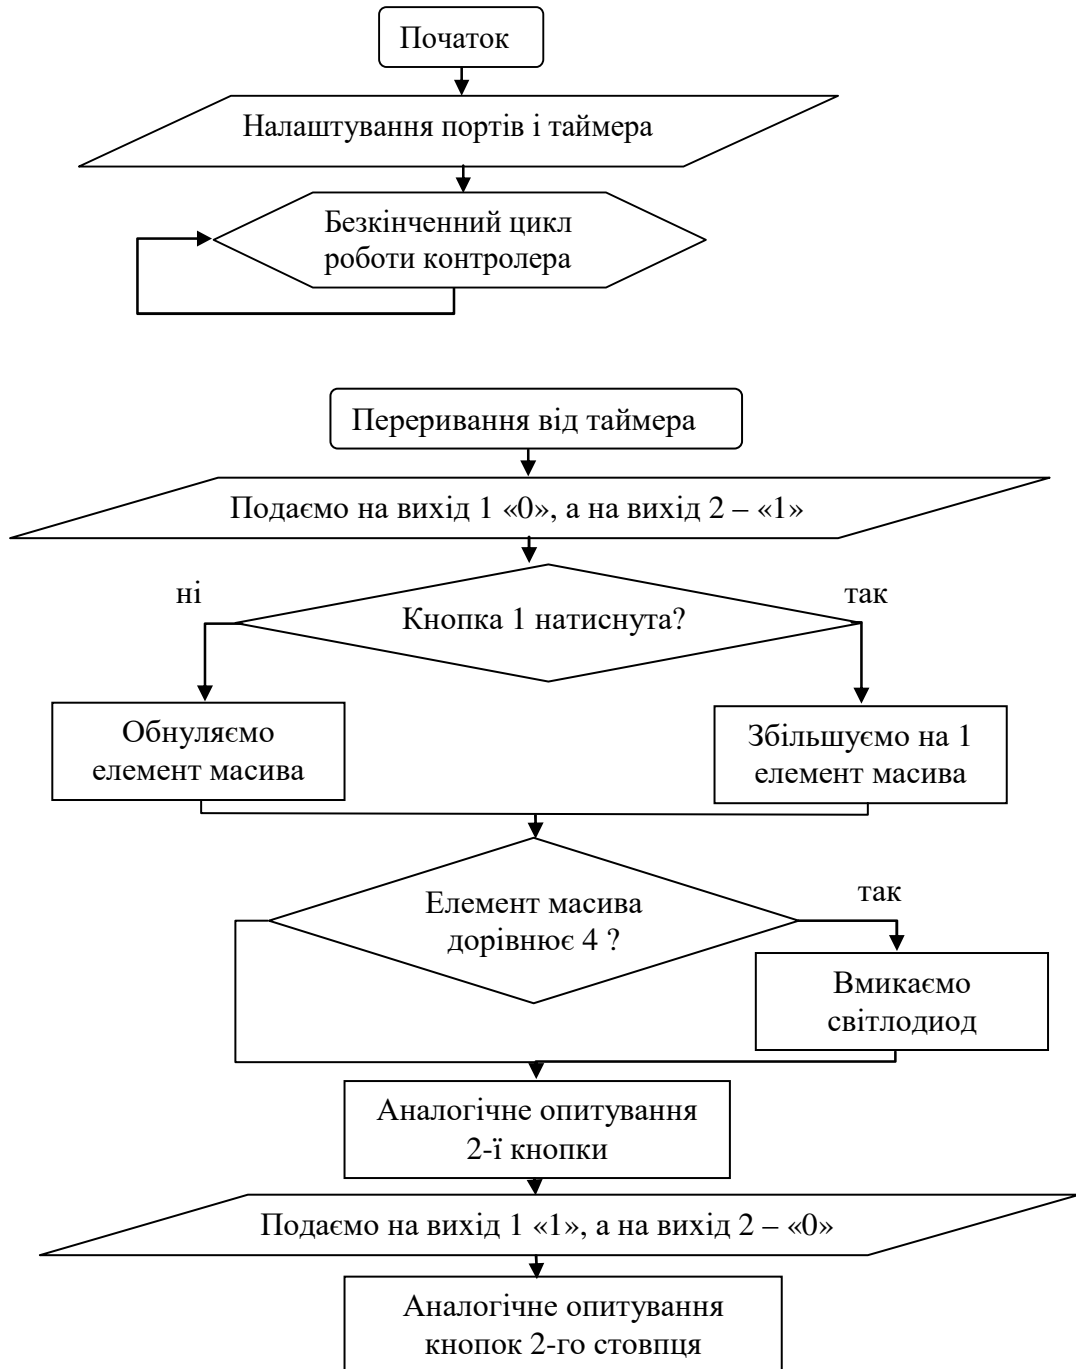 Початок
Налаштування портів і таймера
Безкінченний цикл
роботи контролера
Переривання від таймера
Подаємо на вихід 1 «0», а на вихід 2 – «1»
ні
так
Кнопка 1 натиснута?
Обнуляємо
елемент масива
Збільшуємо на 1
елемент масива
Елемент масива
дорівнює 4 ?
так
Вмикаємо
світлодиод
Аналогічне опитування
2-ї кнопки
Подаємо на вихід 1 «1», а на вихід 2 – «0»
Аналогічне опитування
кнопок 2-го стовпця